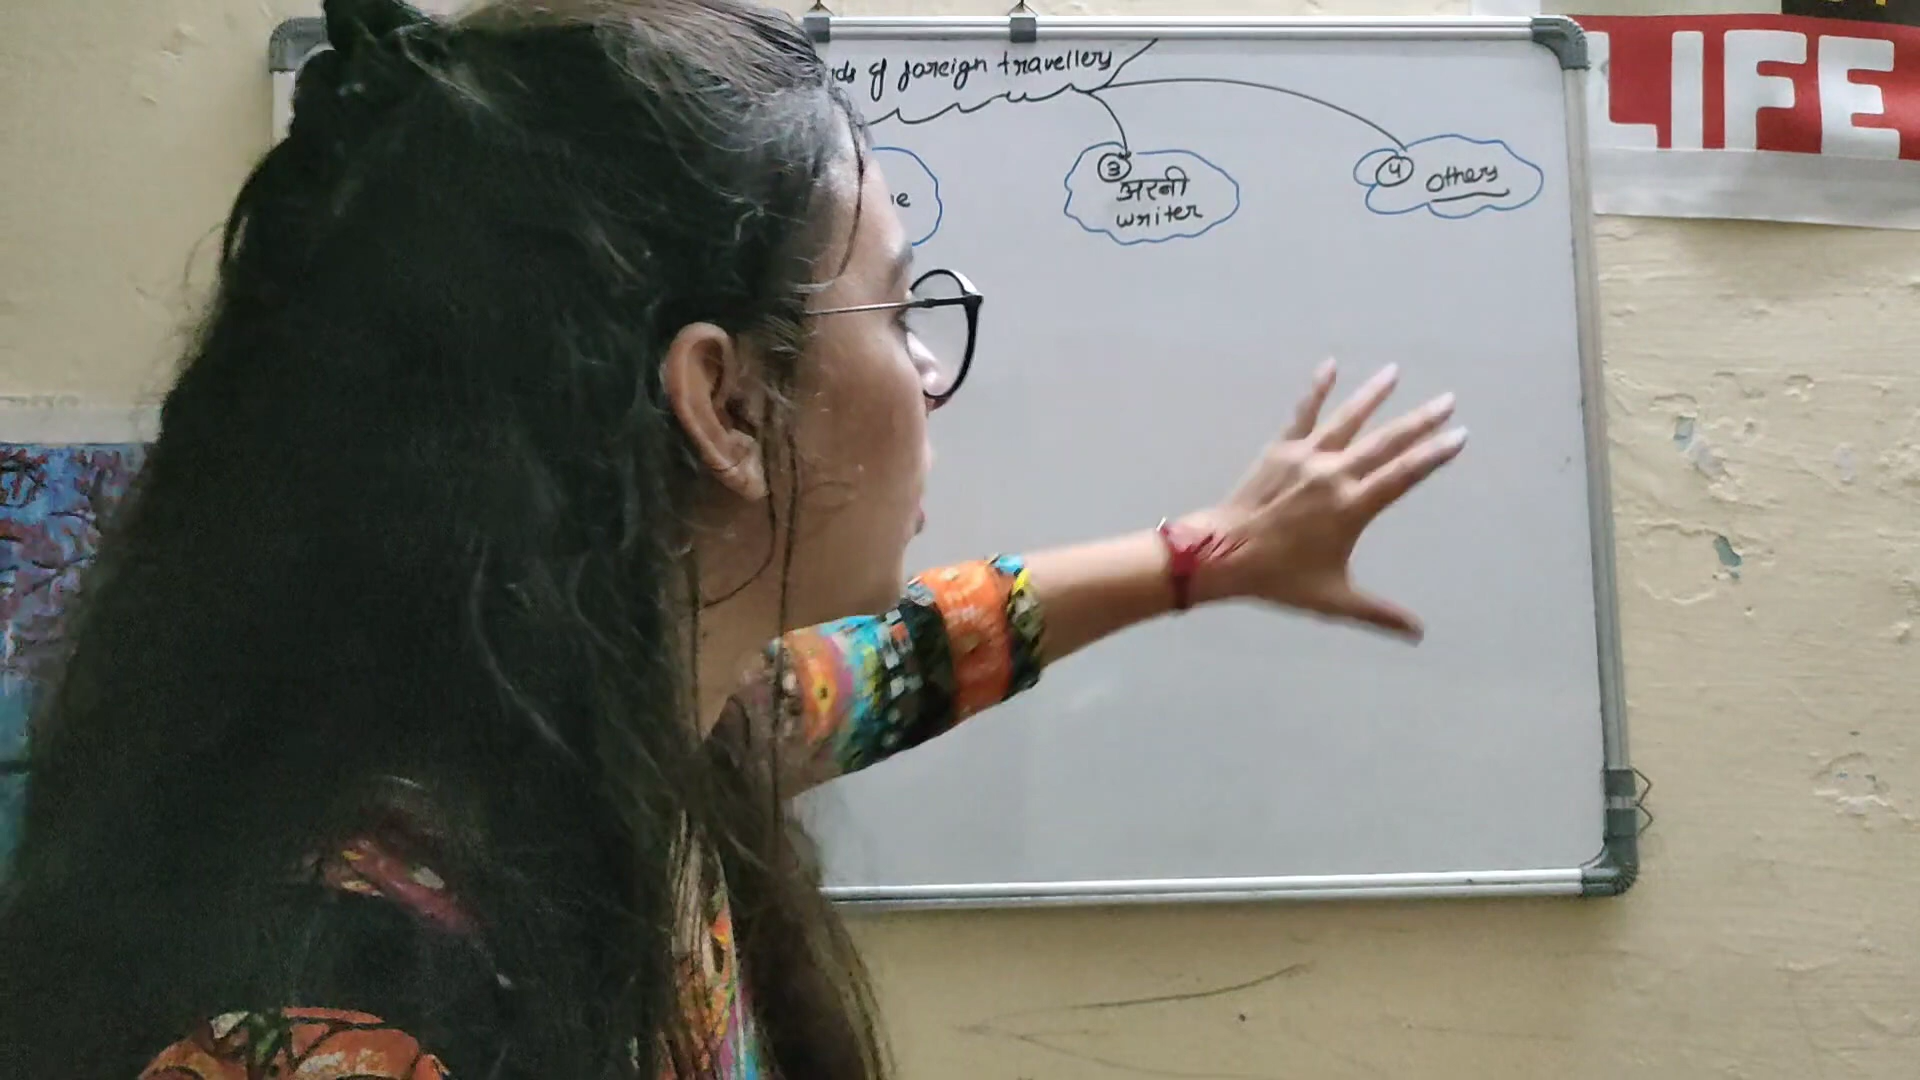 of foreign travellers
③
अरबी
writer
④ Others
LIFE